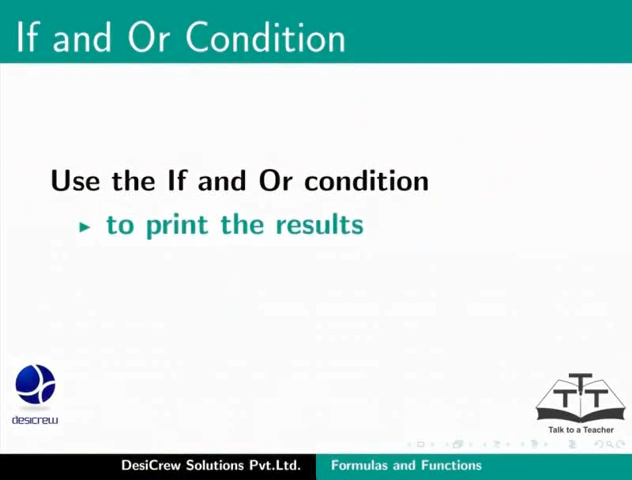 If and Or Condition
Use the If and Or condition
to print the results
desicrew
TTT
Talk to a Teacher
DesiCrew Solutions Pvt.Ltd.
Formulas and Functions